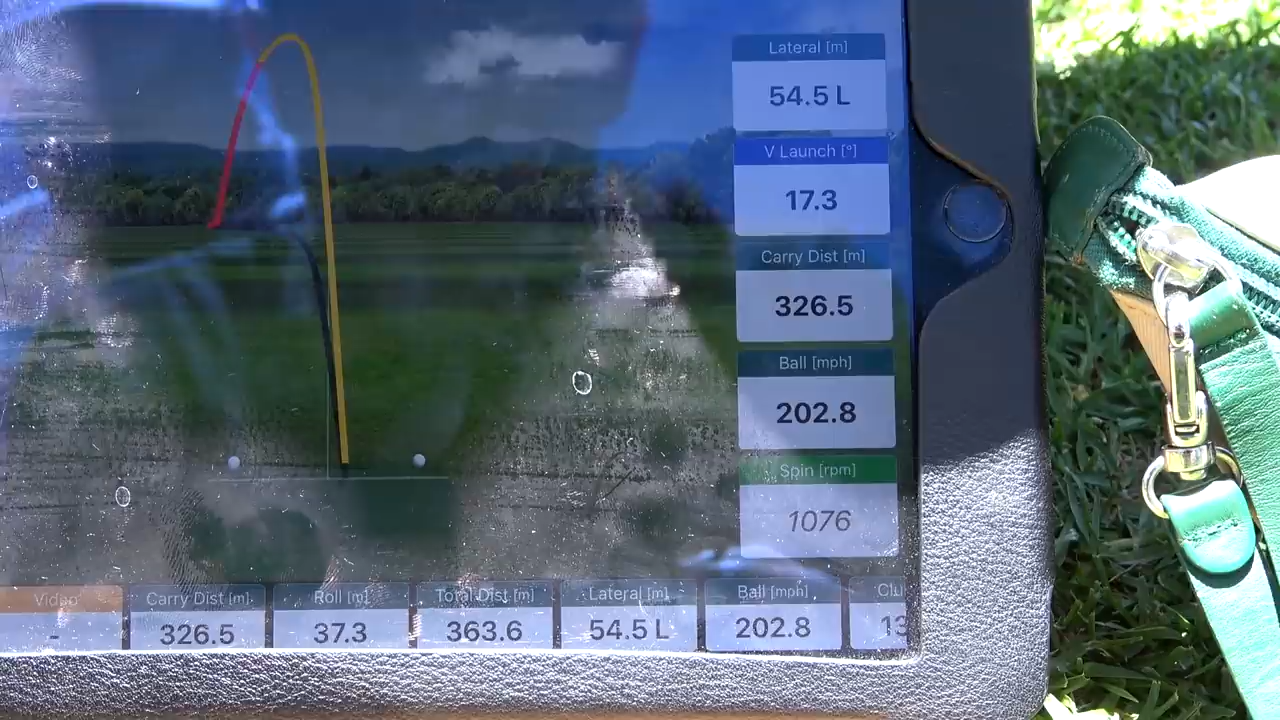 Lateral [m]
54.5 L
V Launch [°]
17.3
Carry Dist [m]
326.5
Ball [mph]
202.8
Spin [rpm]
1076
Video Carry Dist [m] Roll [m] Total Dist [m] Lateral [m] Ball [mph]
- 326.5 37.3 363.6 54.5 L 202.8 13